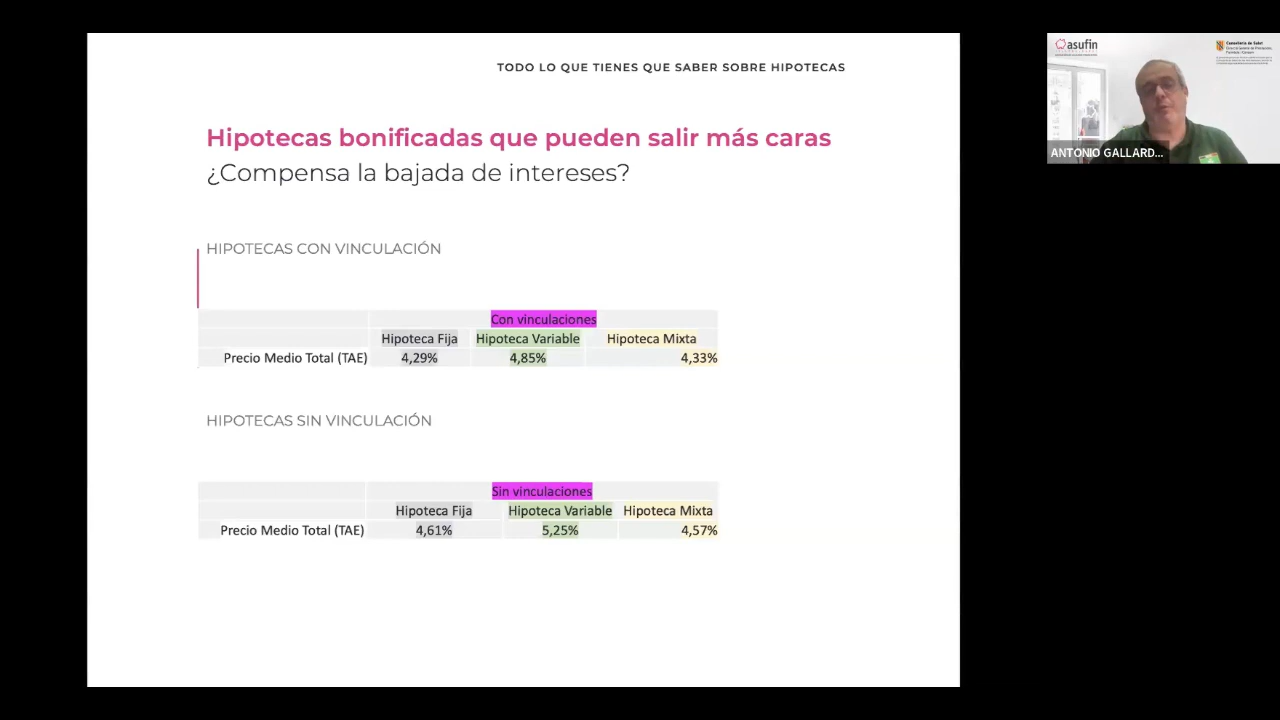 TODO LO QUE TIENES QUE SABER SOBRE HIPOTECAS
Hipotecas bonificadas que pueden salir más caras
¿Compensa la bajada de intereses?
HIPOTECAS CON VINCULACIÓN
Con vinculaciones
Hipoteca Fija Hipoteca Variable Hipoteca Mixta
Precio Medio Total (TAE) 4,29% 4,85% 4,33%
HIPOTECAS SIN VINCULACIÓN
Sin vinculaciones
Hipoteca Fija Hipoteca Variable Hipoteca Mixta
Precio Medio Total (TAE) 4,61% 5,25% 4,57%
asufin
ANTONIO GALLARD...